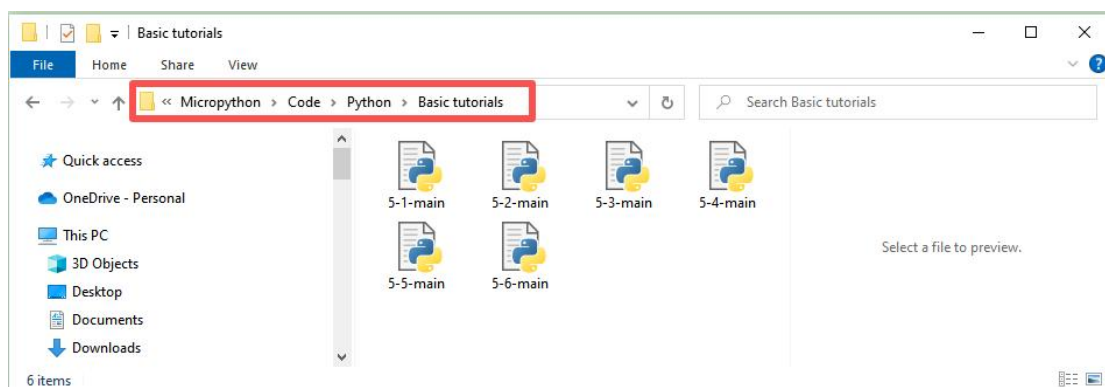 Basic tutorials
File Home Share View
« Micropython > Code > Python > Basic tutorials Search Basic tutorials
Quick access
OneDrive - Personal
This PC
3D Objects
Desktop
Documents
Downloads
5-1-main 5-2-main 5-3-main 5-4-main
5-5-main 5-6-main
Select a file to preview.
6 items